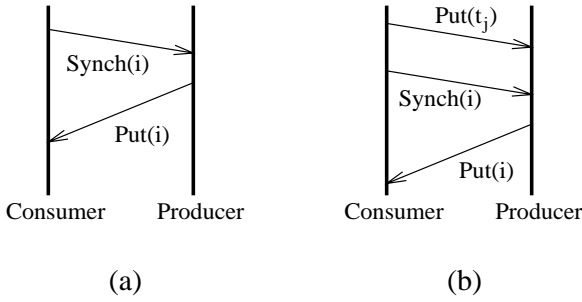 Synch(i)
Put(i)
Consumer Producer
(a)
Put(t_j)
Synch(i)
Put(i)
Consumer Producer
(b)